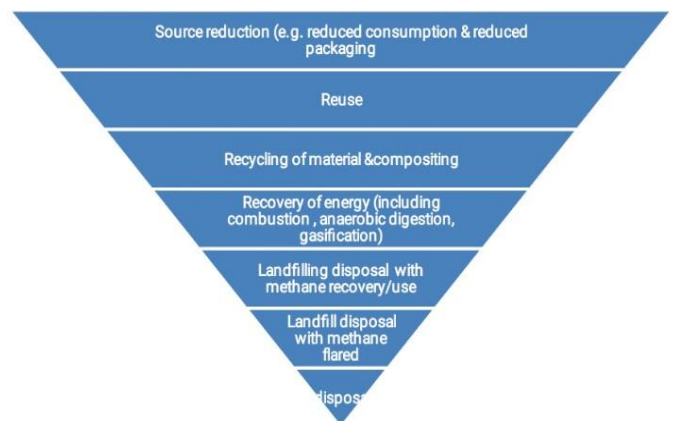 Source reduction (e.g. reduced consumption & reduced
packaging
Reuse
Recycling of material &compositing
Recovery of energy (including
combustion , anaerobic digestion,
gasification)
Landfilling disposal with
methane recovery/use
Landfill disposal
with methane
flared